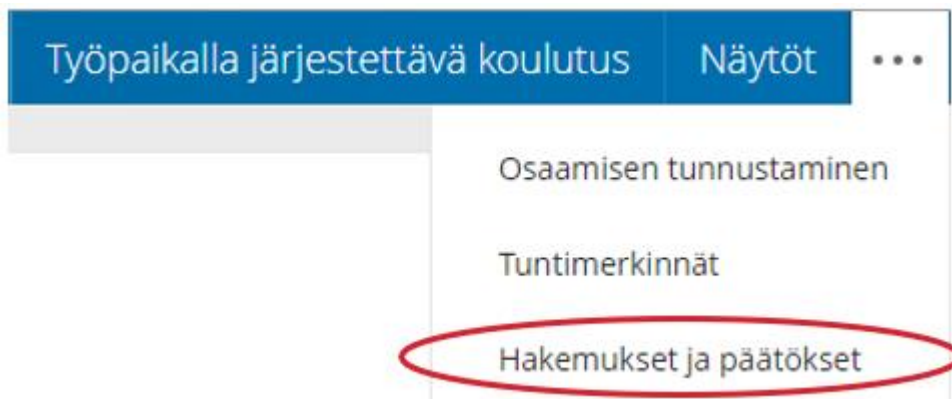 Työpaikalla järjestettävä koulutus Näytöt ...
Osaamisen tunnustaminen
Tuntimerkinnät
Hakemukset ja päätökset